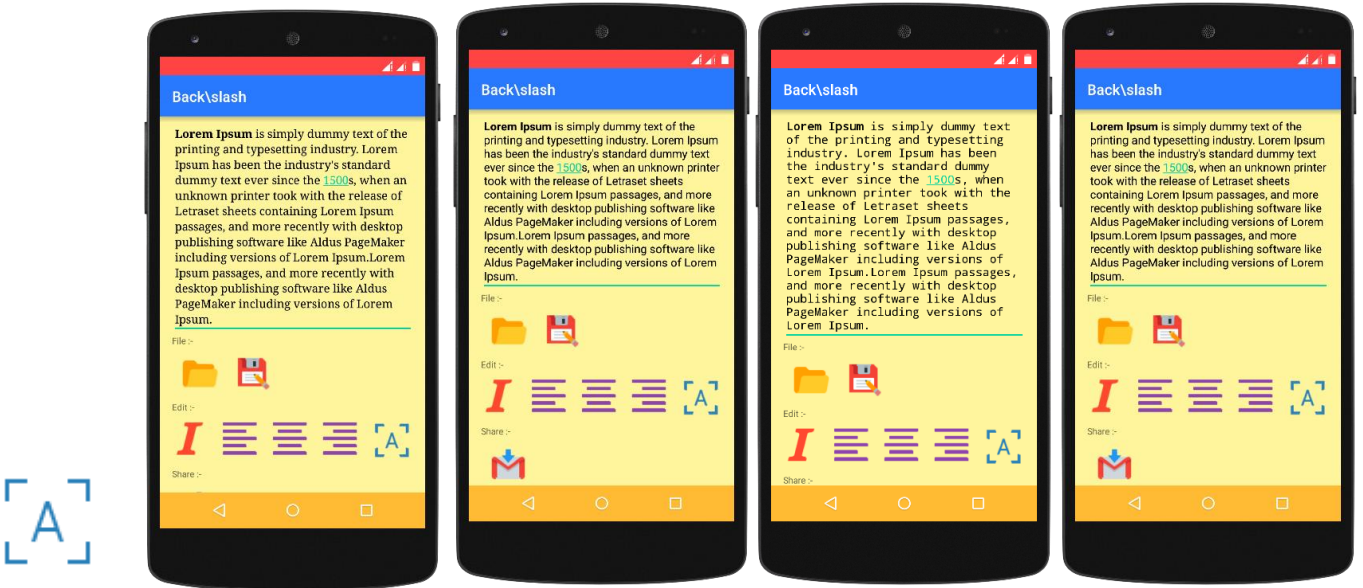 A
Back\slash
Lorem Ipsum is simply dummy text of the
printing and typesetting industry. Lorem
Ipsum has been the industry's standard
dummy text ever since the 1500s, when an
unknown printer took with the release of
Letraset sheets containing Lorem Ipsum
passages, and more recently with desktop
publishing software like Aldus PageMaker
including versions of Lorem Ipsum.Lorem
Ipsum passages, and more recently with
desktop publishing software like Aldus
PageMaker including versions of Lorem
Ipsum.
File :-
Edit :-
I
A
Share :-
Back\slash
Lorem Ipsum is simply dummy text of the
printing and typesetting industry. Lorem Ipsum
has been the industry's standard dummy text
ever since the 1500s, when an unknown printer
took with the release of Letraset sheets
containing Lorem Ipsum passages, and more
recently with desktop publishing software like
Aldus PageMaker including versions of Lorem
Ipsum.Lorem Ipsum passages, and more
recently with desktop publishing software like
Aldus PageMaker including versions of Lorem
Ipsum.
File :-
Edit :-
I
A
Share :-
Back\slash
Lorem Ipsum is simply dummy text
of the printing and typesetting
industry. Lorem Ipsum has been
the industry's standard dummy
text ever since the 1500s, when
an unknown printer took with the
release of Letraset sheets
containing Lorem Ipsum passages,
and more recently with desktop
publishing software like Aldus
PageMaker including versions of
Lorem Ipsum.Lorem Ipsum passages,
and more recently with desktop
publishing software like Aldus
PageMaker including versions of
Lorem Ipsum.
File :-
Edit :-
I
A
Share :-
Back\slash
Lorem Ipsum is simply dummy text of the
printing and typesetting industry. Lorem Ipsum
has been the industry's standard dummy text
ever since the 1500s, when an unknown printer
took with the release of Letraset sheets
containing Lorem Ipsum passages, and more
recently with desktop publishing software like
Aldus PageMaker including versions of Lorem
Ipsum.Lorem Ipsum passages, and more
recently with desktop publishing software like
Aldus PageMaker including versions of Lorem
Ipsum.
File :-
Edit :-
I
A
Share :-